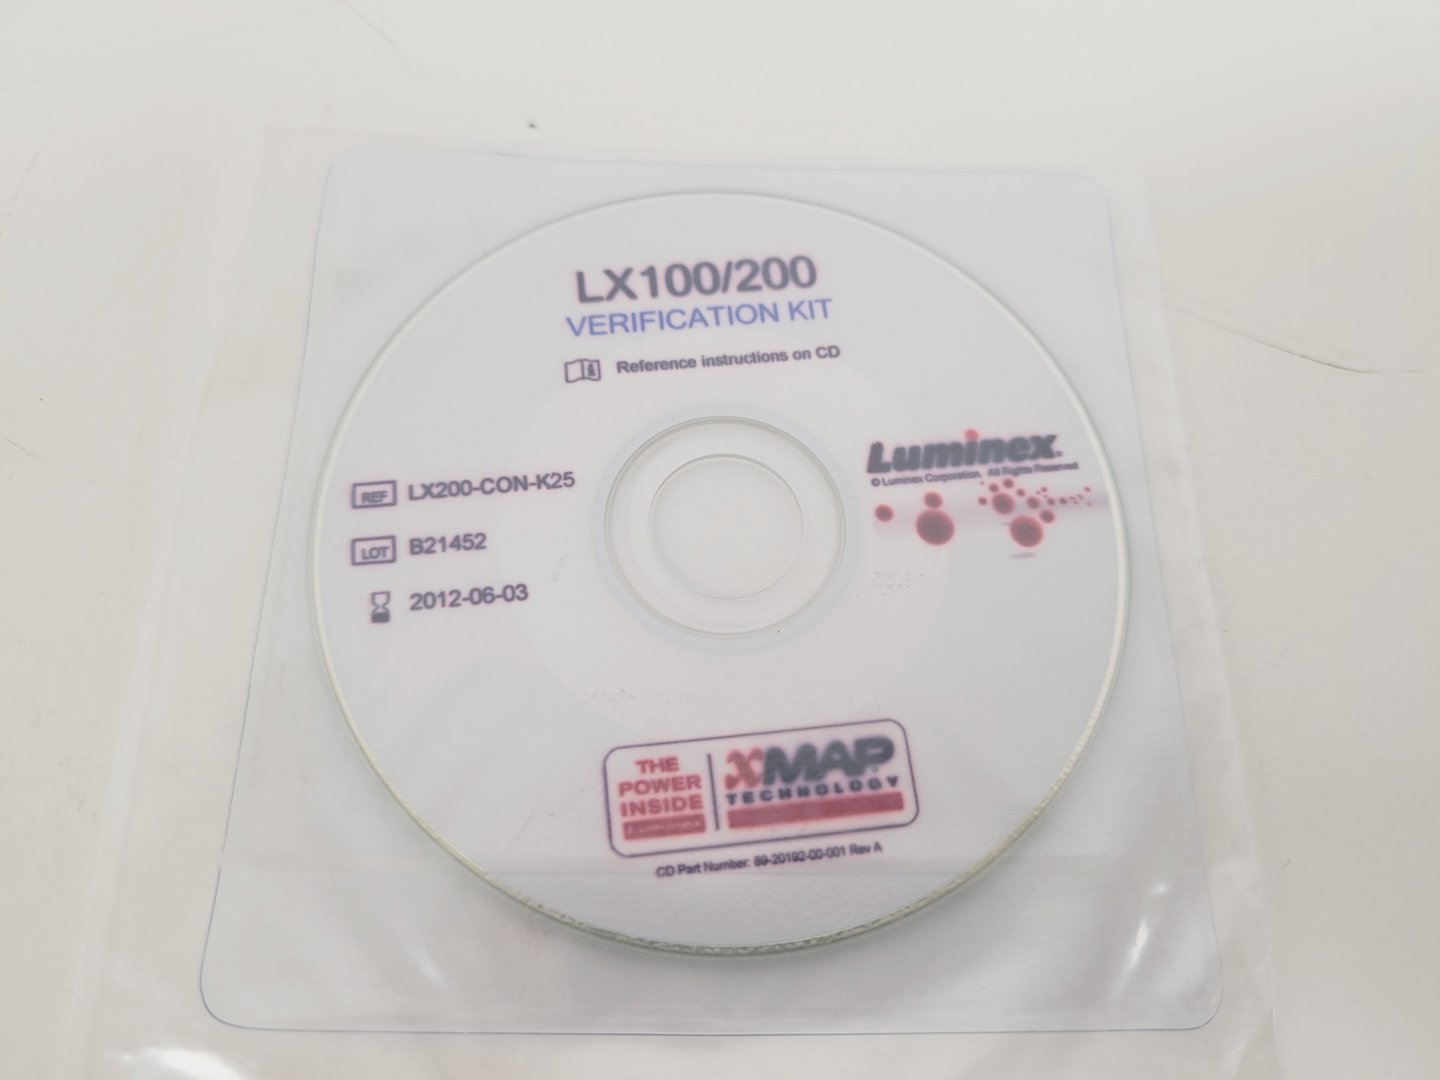 LX100/200
VERIFICATION KIT
Reference instructions on CD
REF LX200-CON-K25
LOT B21452
2012-06-03
Luminex
© Luminex Corporation. All Rights Reserved
THE
POWER
INSIDE
Luminex
xMAP
TECHNOLOGY
CD Part Number: 89-20192-00-001 Rev A